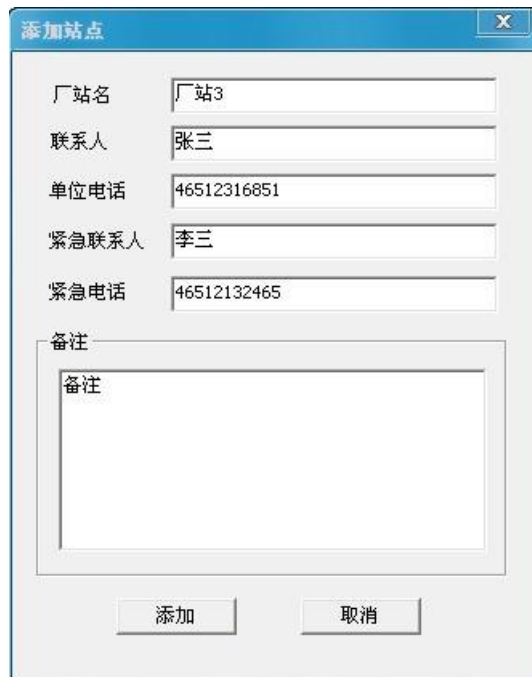 添加站点
厂站名 厂站3
联系人 张三
单位电话 46512316851
紧急联系人 李三
紧急电话 46512132465
备注
备注
添加 取消